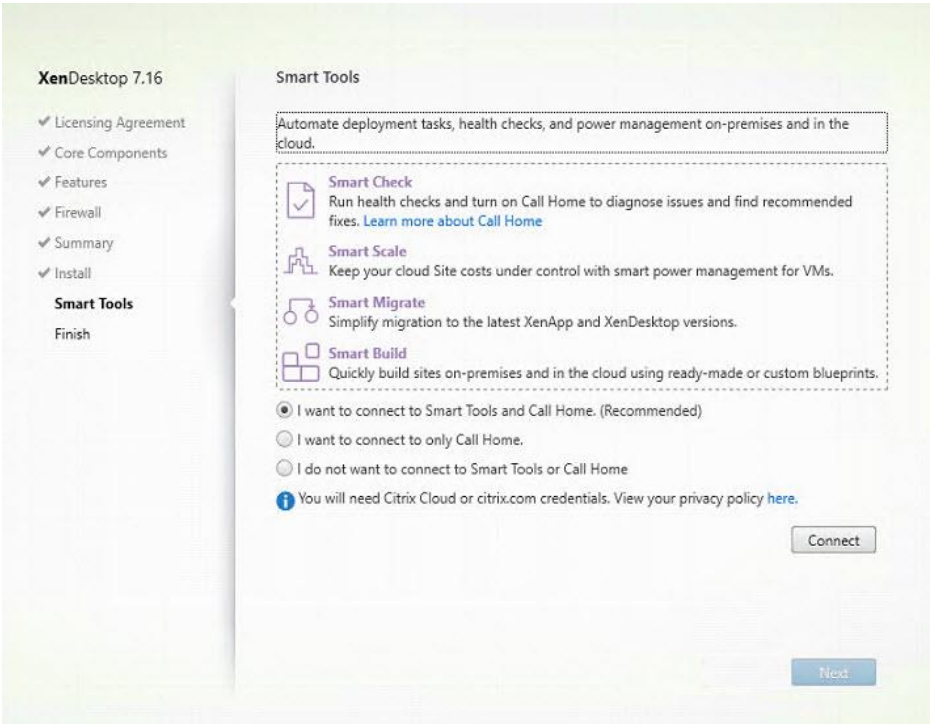 XenDesktop 7.16
Licensing Agreement
Core Components
Features
Firewall
Summary
Install
Smart Tools
Finish
Smart Tools
Automate deployment tasks, health checks, and power management on-premises and in the
cloud.
Smart Check
Run health checks and turn on Call Home to diagnose issues and find recommended
fixes. Learn more about Call Home
Smart Scale
Keep your cloud Site costs under control with smart power management for VMs.
Smart Migrate
Simplify migration to the latest XenApp and XenDesktop versions.
Smart Build
Quickly build sites on-premises and in the cloud using ready-made or custom blueprints.
I want to connect to Smart Tools and Call Home. (Recommended)
I want to connect to only Call Home.
I do not want to connect to Smart Tools or Call Home
You will need Citrix Cloud or citrix.com credentials. View your privacy policy here.
Connect
Next